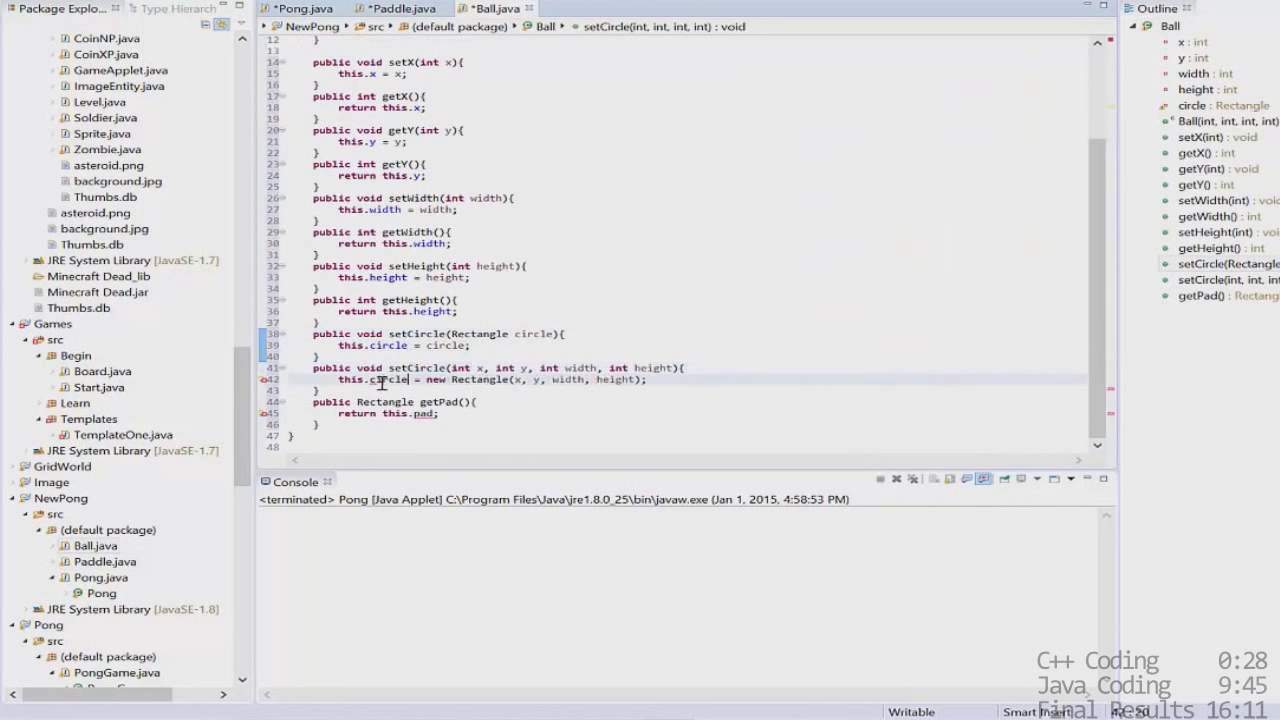 Package Explo...
Type Hierarch
CoinNP.java
CoinXP.java
GameApplet.java
ImageEntity.java
Level.java
Soldier.java
Sprite.java
Zombie.java
asteroid.png
background.jpg
Thumbs.db
asteroid.png
background.jpg
Thumbs.db
JRE System Library [JavaSE-1.7]
Minecraft Dead_lib
Minecraft Dead.jar
Thumbs.db
Games
src
Begin
Board.java
Start.java
Learn
Templates
TemplateOne.java
JRE System Library [JavaSE-1.7]
GridWorld
Image
NewPong
src
(default package)
Ball.java
Paddle.java
Pong.java
Pong
JRE System Library [JavaSE-1.8]
Pong
src
(default package)
PongGame.java
*Pong.java
*Paddle.java
*Ball.java
NewPong
src
(default package)
Ball
setCircle(int, int, int, int) : void
12 }
14 public void setX(int x){
15 this.x = x;
16 }
17 public int getX(){
18 return this.x;
19 }
20 public void getY(int y){
21 this.y = y;
22 }
23 public int getY(){
24 return this.y;
25 }
26 public void setWidth(int width){
27 this.width = width;
28 }
29 public int getWidth(){
30 return this.width;
31 }
32 public void setHeight(int height){
33 this.height = height;
34 }
35 public int getHeight(){
36 return this.height;
37 }
38 public void setCircle(Rectangle circle){
39 this.circle = circle;
40 }
41 public void setCircle(int x, int y, int width, int height){
42 this.circle = new Rectangle(x, y, width, height);
43 }
44 public Rectangle getPad(){
45 return this.pad;
46 }
47 }
48
Console
<terminated> Pong [Java Applet] C:\Program Files\Java\jre1.8.0_25\bin\javaw.exe (Jan 1, 2015, 4:58:53 PM)
Outline
Ball
x : int
y : int
width : int
height : int
circle : Rectangle
Ball(int, int, int, int)
setX(int) : void
getX() : int
getY(int) : void
getY() : int
setWidth(int) : void
getWidth() : int
setHeight(int) : void
getHeight() : int
setCircle(Rectangle
setCircle(int, int, int
getPad() : Rectangle
C++ Coding 0:28
Java Coding 9:45
Final Results 16:11
Writable
Smart Insert